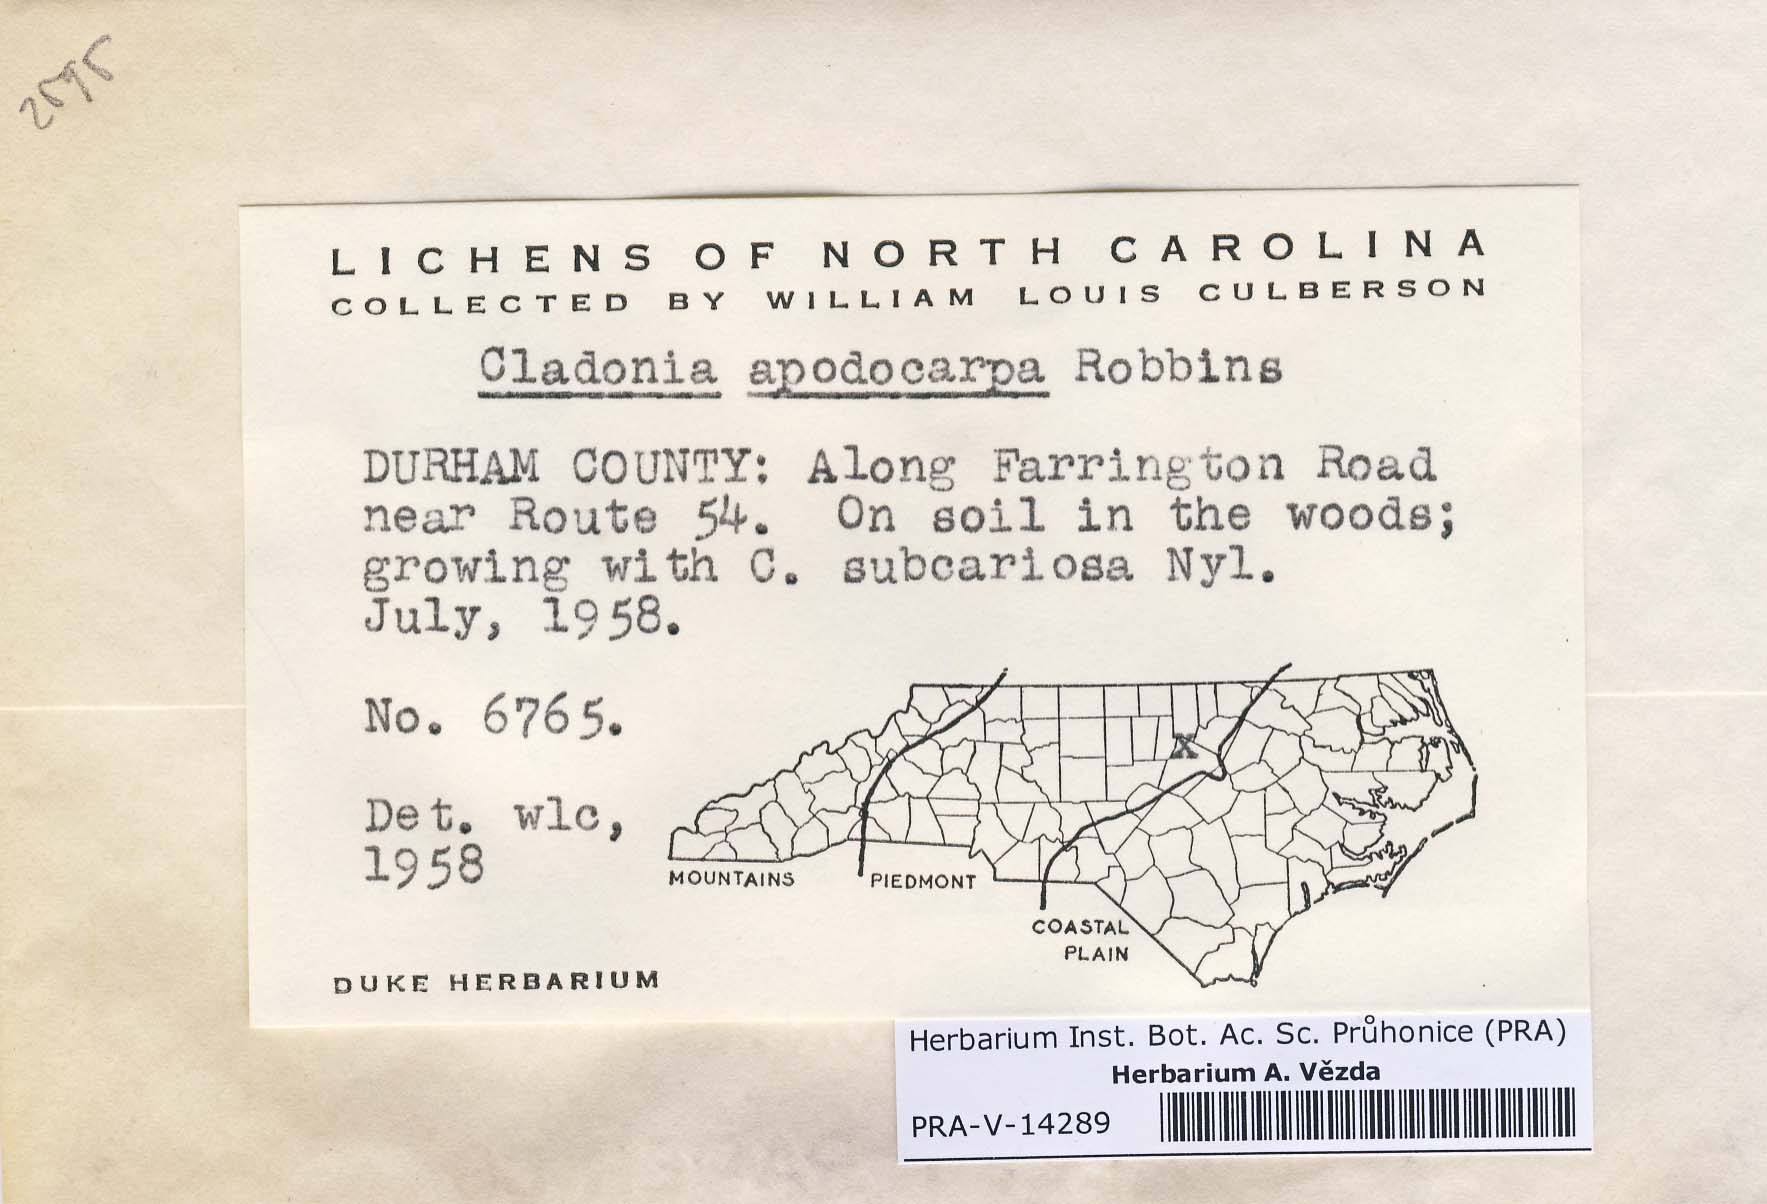 2595
LICHENS OF NORTH CAROLINA
COLLECTED BY WILLIAM LOUIS CULBERSON
Cladonia apodocarpa Robbins
DURHAM COUNTY: Along Farrington Road
near Route 54. On soil in the woods;
growing with C. subcariosa Nyl.
July, 1958.
No. 6765.
Det. wlc,
1958
X
MOUNTAINS
PIEDMONT
COASTAL
PLAIN
DUKE HERBARIUM
Herbarium Inst. Bot. Ac. Sc. Průhonice (PRA)
Herbarium A. Vězda
PRA-V-14289